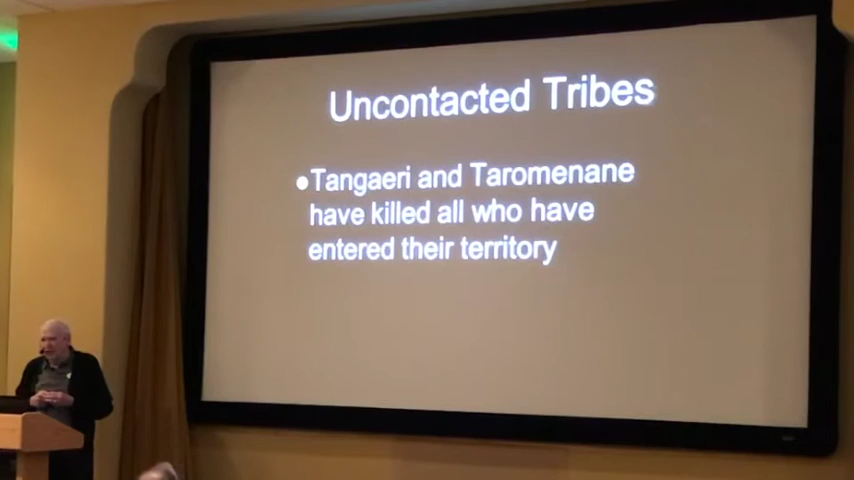 Uncontacted Tribes
●Tangaeri and Taromenane
have killed all who have
entered their territory